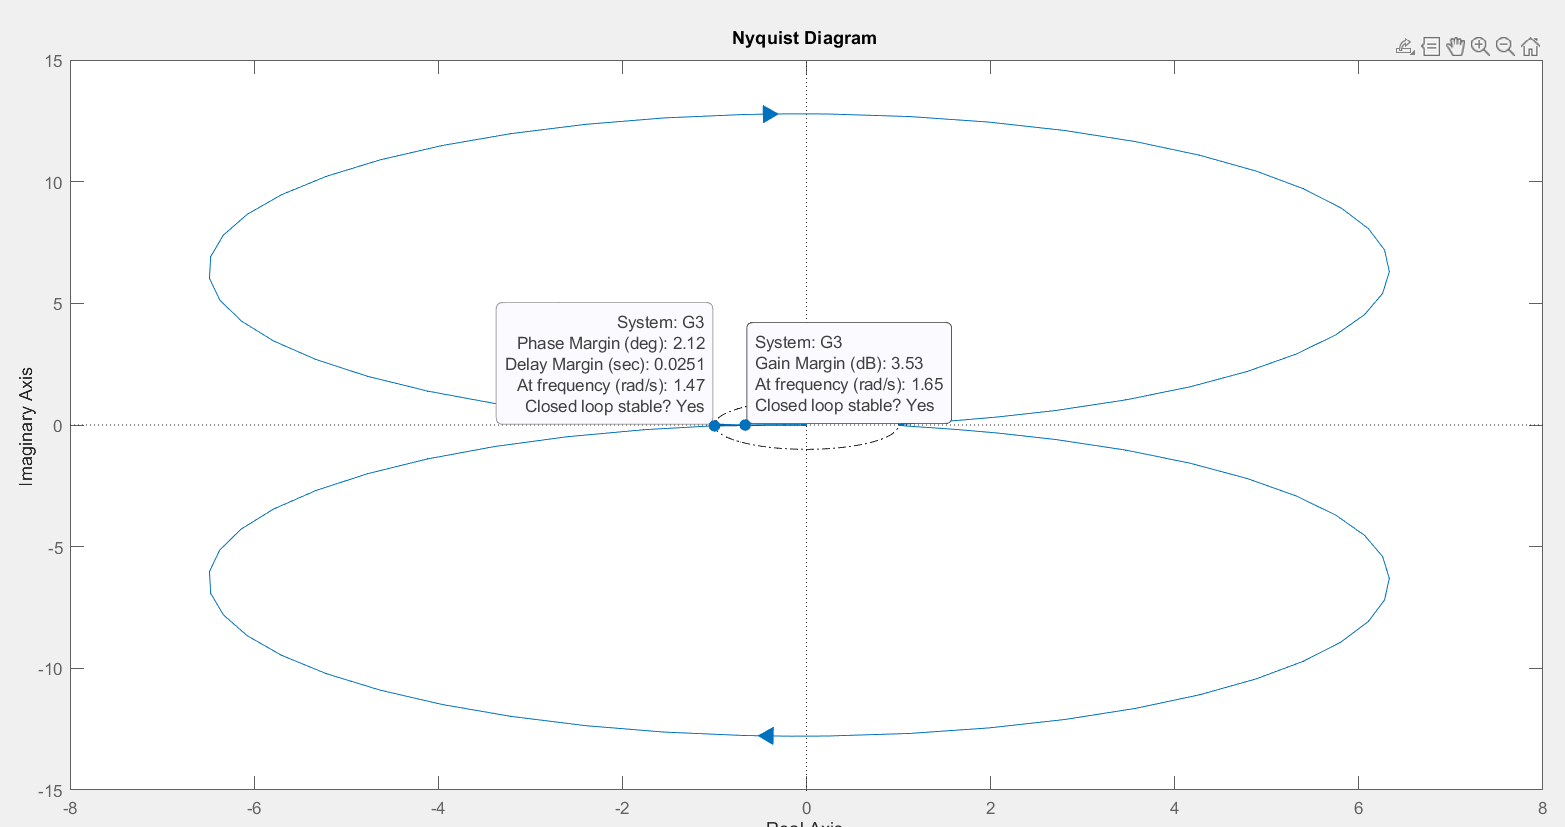 Nyquist Diagram
15
10
5
0
-5
-10
-15
Imaginary Axis
System: G3
Phase Margin (deg): 2.12
Delay Margin (sec): 0.0251
At frequency (rad/s): 1.47
Closed loop stable? Yes
System: G3
Gain Margin (dB): 3.53
At frequency (rad/s): 1.65
Closed loop stable? Yes
-8 -6 -4 -2 0 2 4 6 8
Real Axis